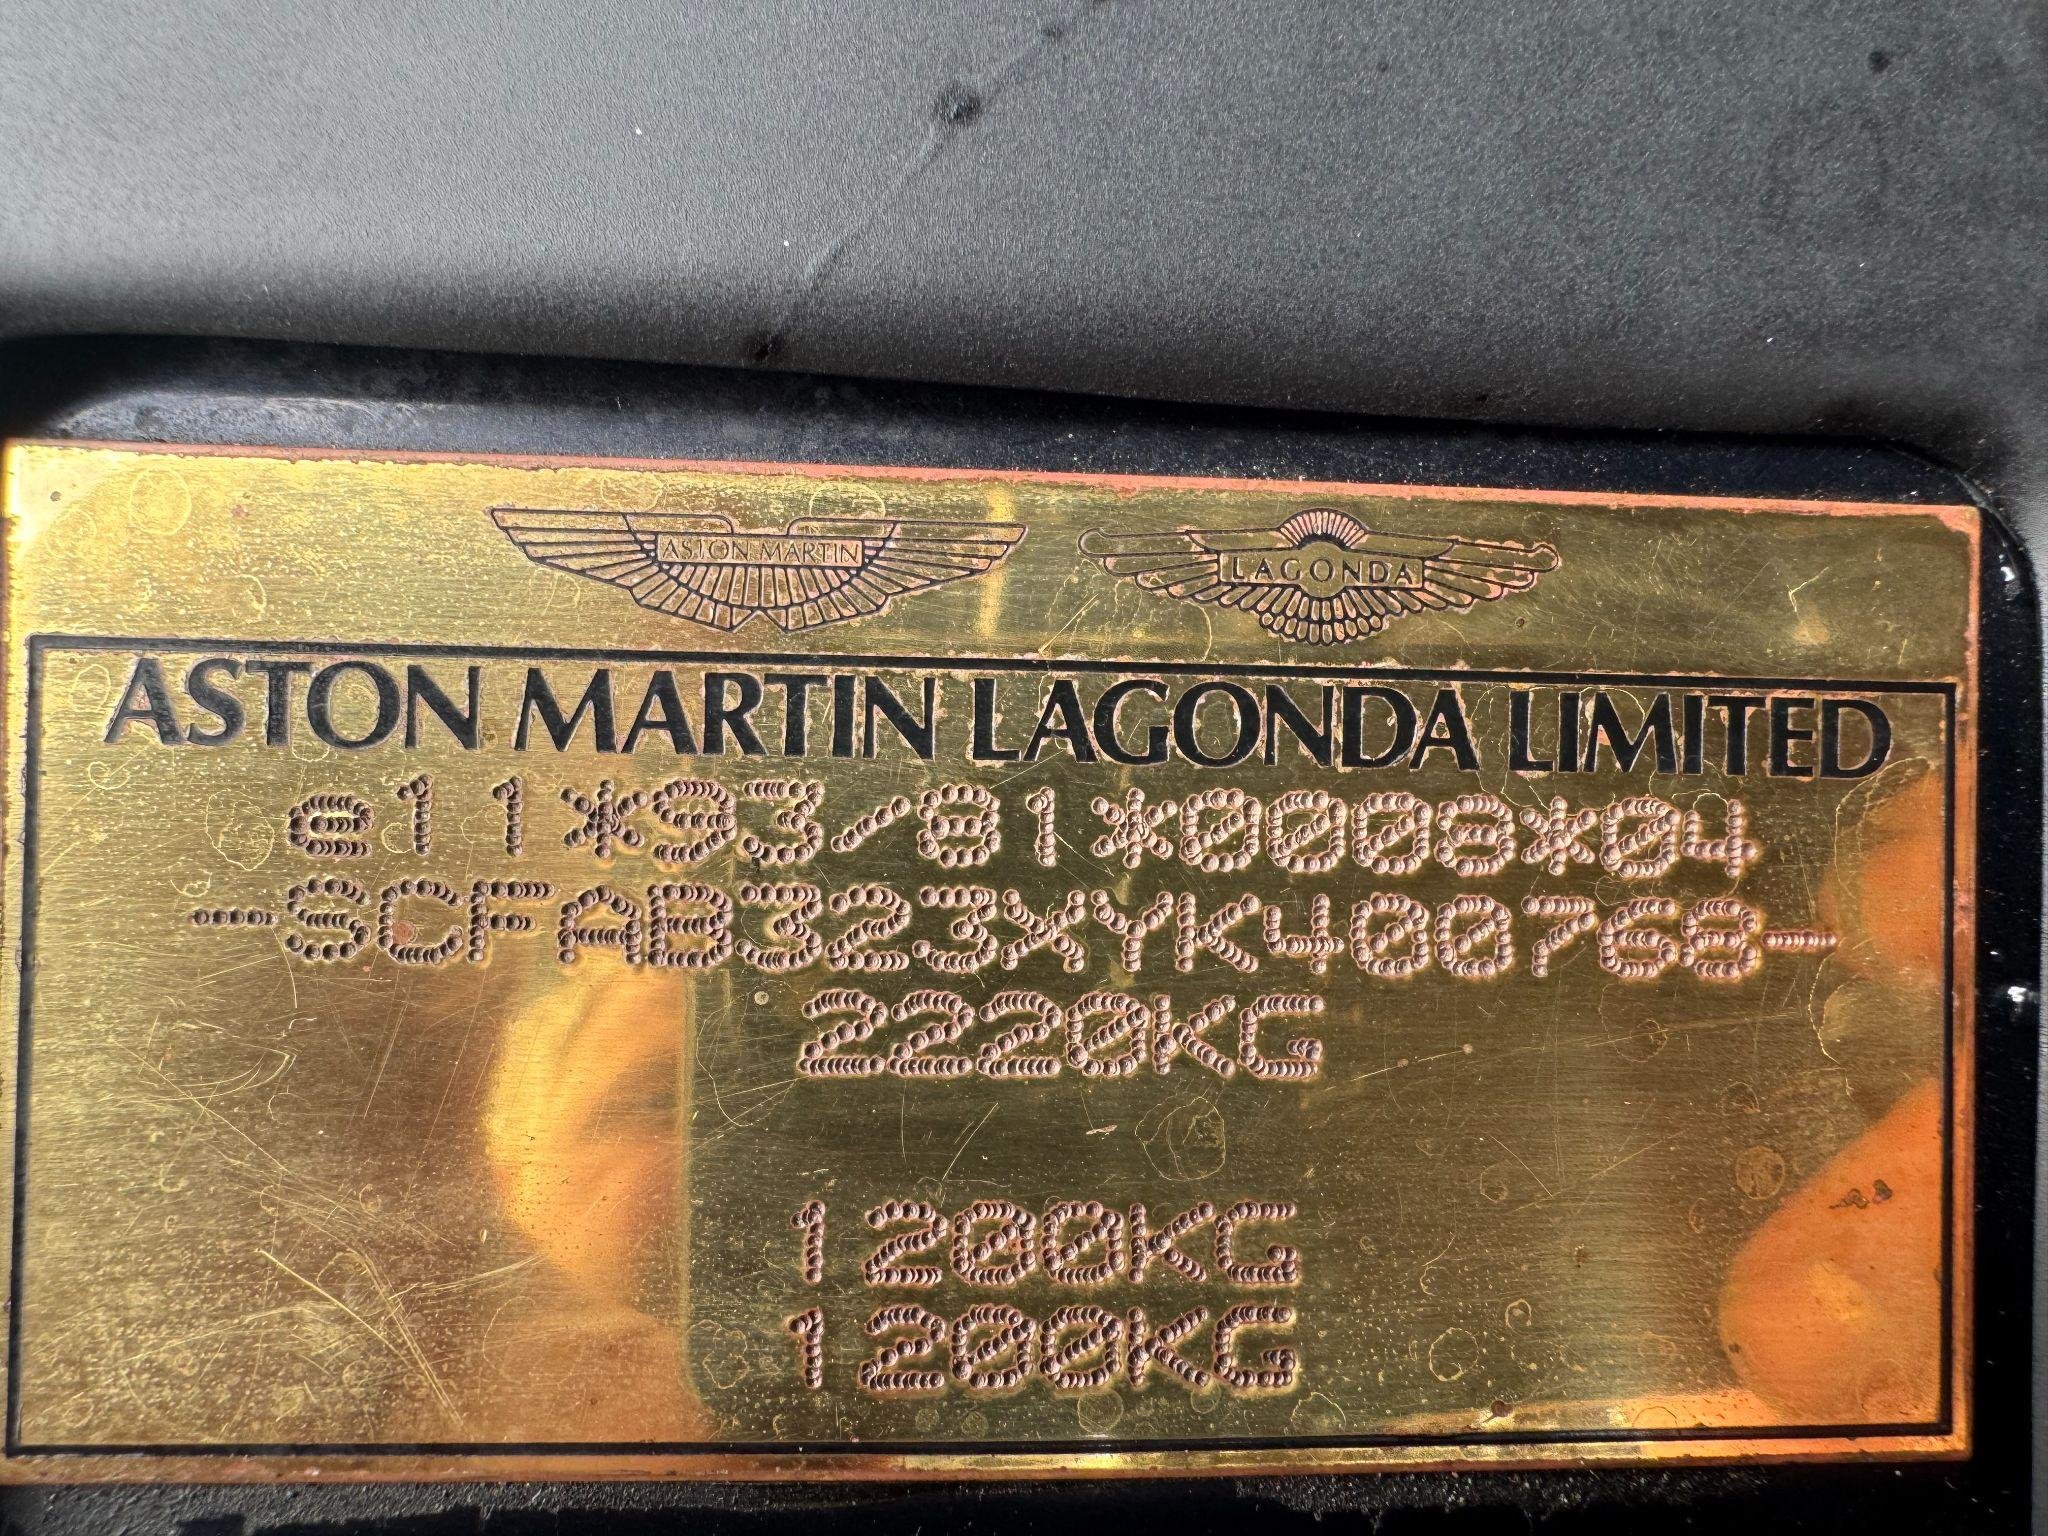 ASTON MARTIN LAGONDA
ASTON MARTIN LAGONDA LIMITED
e11*93/81*0008*04
-SCFAB323XYK400768-
2220KG
1200KG
1200KG